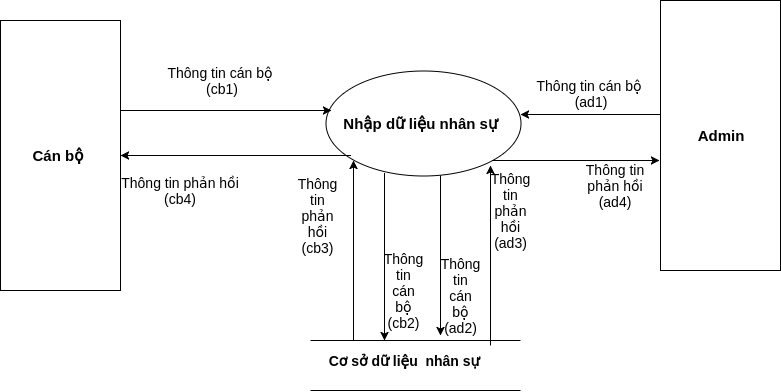 Thông tin cán bộ
(cb1)
Thông tin cán bộ
(ad1)
Nhập dữ liệu nhân sự
Admin
Cán bộ
Thông tin phản hồi
(cb4)
Thông tin
phản hồi
(ad4)
Thông
tin
phản
hồi
(cb3)
Thông
tin
phản
hồi
(ad3)
Thông
tin
cán
bộ
(cb2)
Thông
tin
cán
bộ
(ad2)
Cơ sở dữ liệu nhân sự